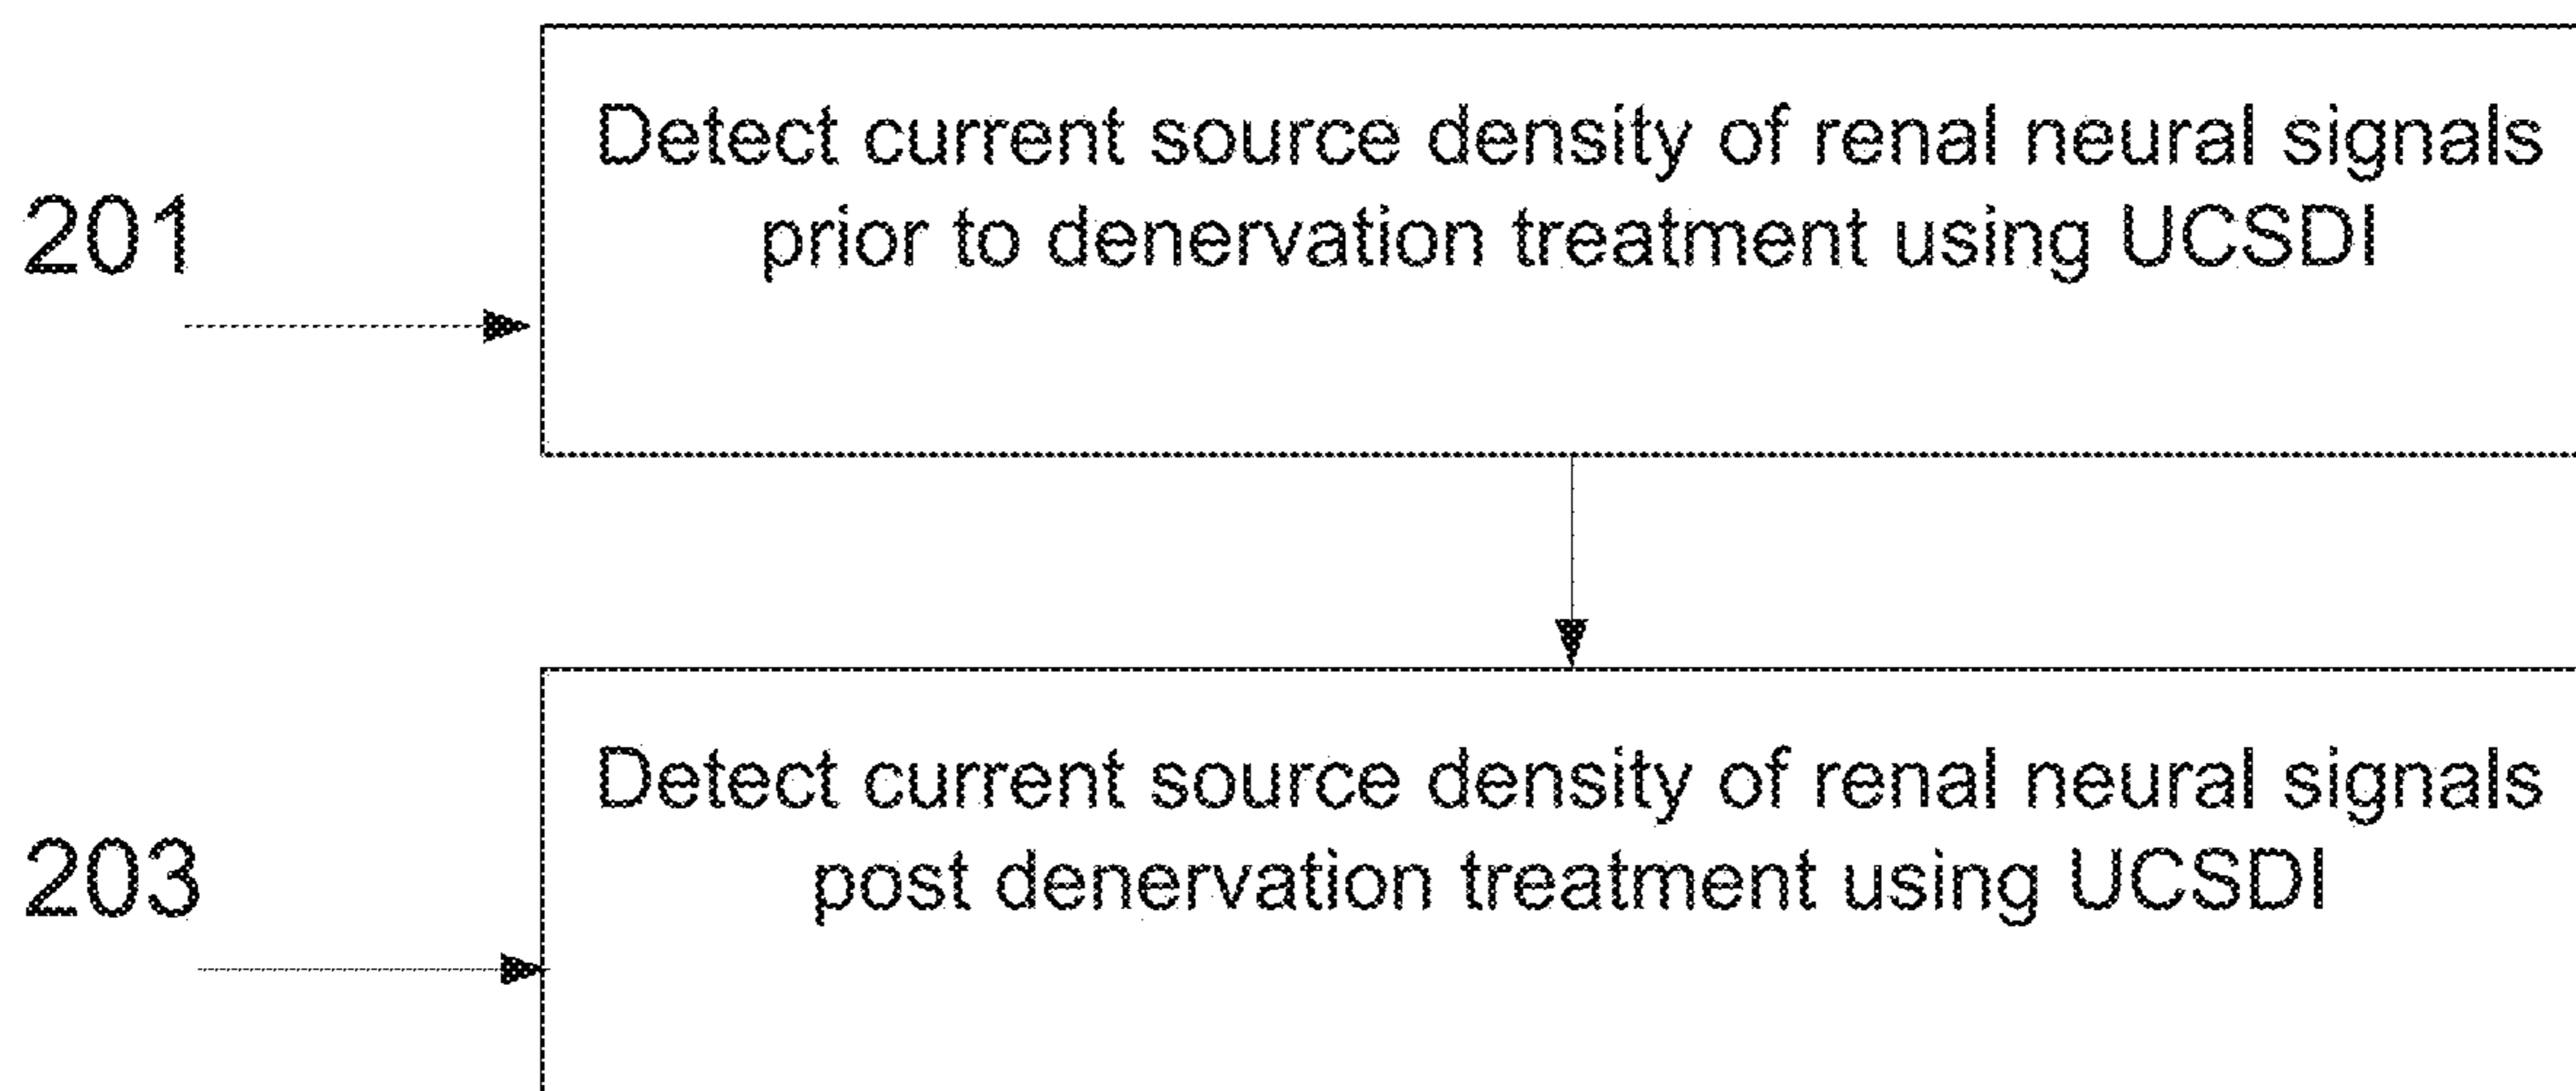 201
Detect current source density of renal neural signals
prior to denervation treatment using UCSDI
203
Detect current source density of renal neural signals
post denervation treatment using UCSDI